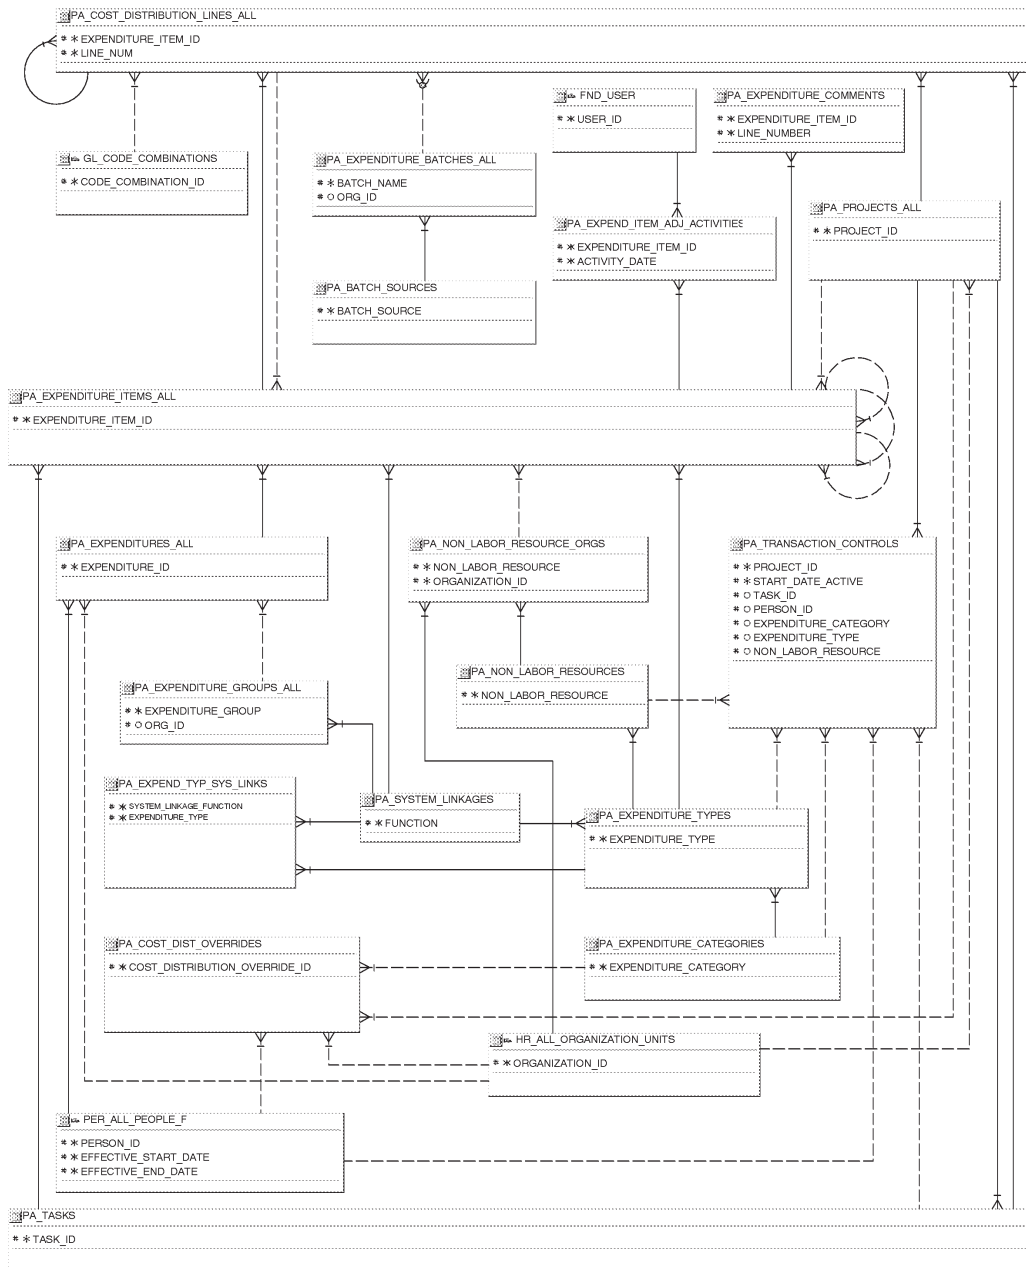 PA_COST_DISTRIBUTION_LINES_ALL
# * EXPENDITURE_ITEM_ID
# * LINE_NUM
GL_CODE_COMBINATIONS
# * CODE_COMBINATION_ID
PA_EXPENDITURE_BATCHES_ALL
# * BATCH_NAME
# O ORG_ID
PA_BATCH_SOURCES
# * BATCH_SOURCE
FND_USER
# * USER_ID
PA_EXPENDITURE_COMMENTS
# * EXPENDITURE_ITEM_ID
# * LINE_NUMBER
PA_EXPEND_ITEM_ADJ_ACTIVITIES
# * EXPENDITURE_ITEM_ID
# * ACTIVITY_DATE
PA_PROJECTS_ALL
# * PROJECT_ID
PA_EXPENDITURE_ITEMS_ALL
# * EXPENDITURE_ITEM_ID
PA_EXPENDITURES_ALL
# * EXPENDITURE_ID
PA_NON_LABOR_RESOURCE_ORGS
# * NON_LABOR_RESOURCE
# * ORGANIZATION_ID
PA_TRANSACTION_CONTROLS
# * PROJECT_ID
# * START_DATE_ACTIVE
# O TASK_ID
# O PERSON_ID
# O EXPENDITURE_CATEGORY
# O EXPENDITURE_TYPE
# O NON_LABOR_RESOURCE
PA_EXPENDITURE_GROUPS_ALL
# * EXPENDITURE_GROUP
# O ORG_ID
PA_NON_LABOR_RESOURCES
# * NON_LABOR_RESOURCE
PA_EXPEND_TYP_SYS_LINKS
# * SYSTEM_LINKAGE_FUNCTION
# * EXPENDITURE_TYPE
PA_SYSTEM_LINKAGES
# * FUNCTION
PA_EXPENDITURE_TYPES
# * EXPENDITURE_TYPE
PA_COST_DIST_OVERRIDES
# * COST_DISTRIBUTION_OVERRIDE_ID
PA_EXPENDITURE_CATEGORIES
# * EXPENDITURE_CATEGORY
HR_ALL_ORGANIZATION_UNITS
# * ORGANIZATION_ID
PER_ALL_PEOPLE_F
# * PERSON_ID
# * EFFECTIVE_START_DATE
# * EFFECTIVE_END_DATE
PA_TASKS
# * TASK_ID